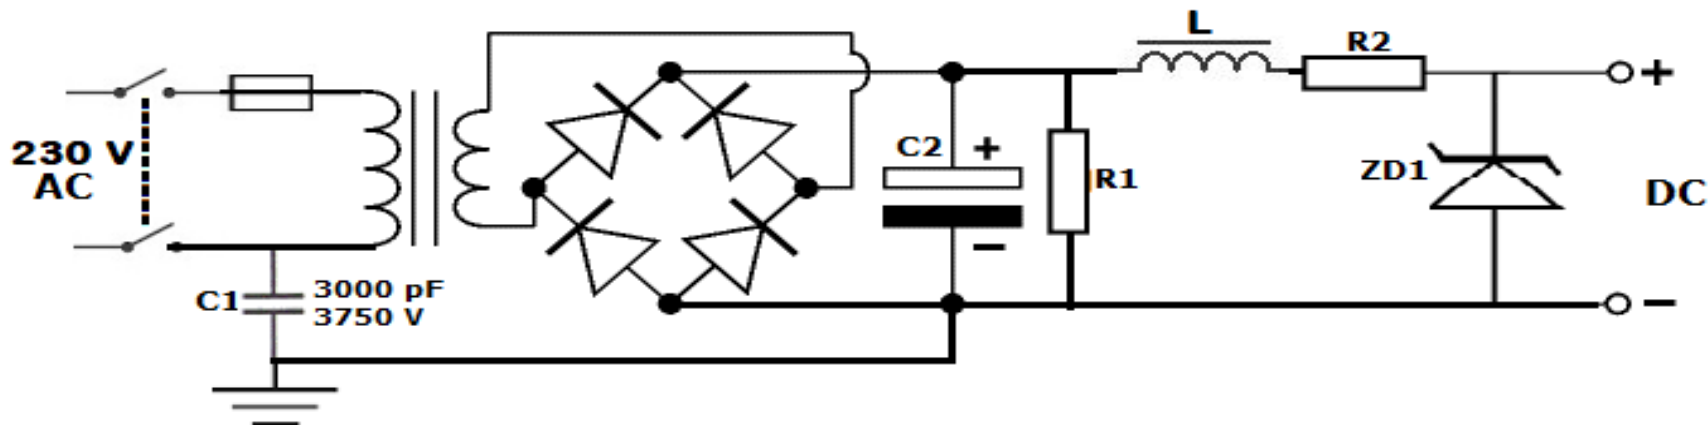 L
R2
+
230 V
AC
C2
+
R1
ZD1
DC
−
C1
3000 pF
3750 V
−